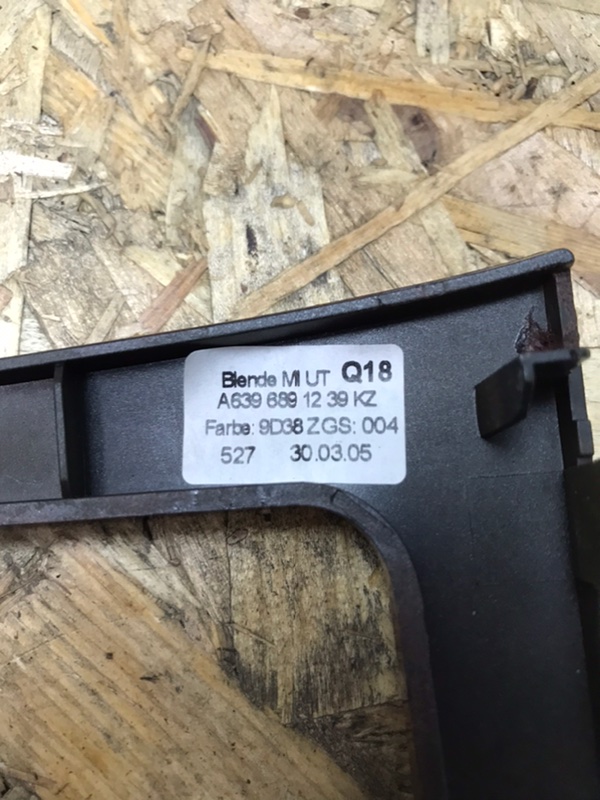 Blende MI UT Q18
A639 689 12 39 KZ
Farbe: 9D38 ZGS: 004
527 30.03.05